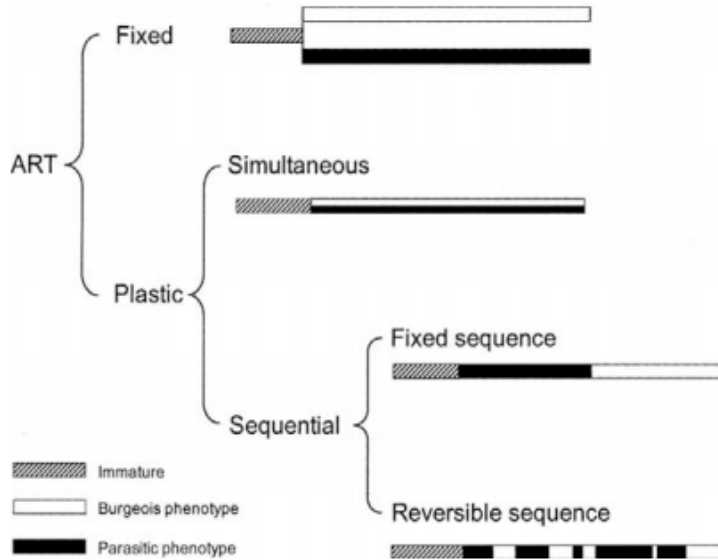 Fixed
ART
Simultaneous
Plastic
Fixed sequence
Sequential
Immature
Burgeois phenotype
Reversible sequence
Parasitic phenotype